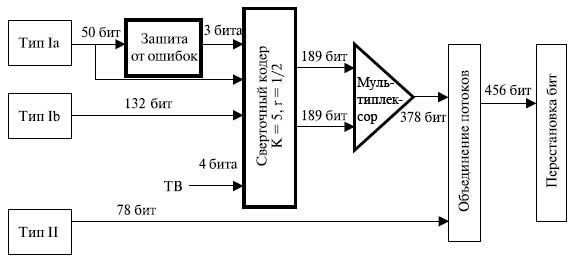 Тип Ia
50 бит
Зашита
от ошибок
3 бита
Тип Ib
132 бит
4 бита
ТВ
Сверточный кодер
K = 5, r = 1/2
189 бит
189 бит
Муль-
типлек-
сор
378 бит
Объединение потоков
456 бит
Перестановка бит
Тип II
78 бит